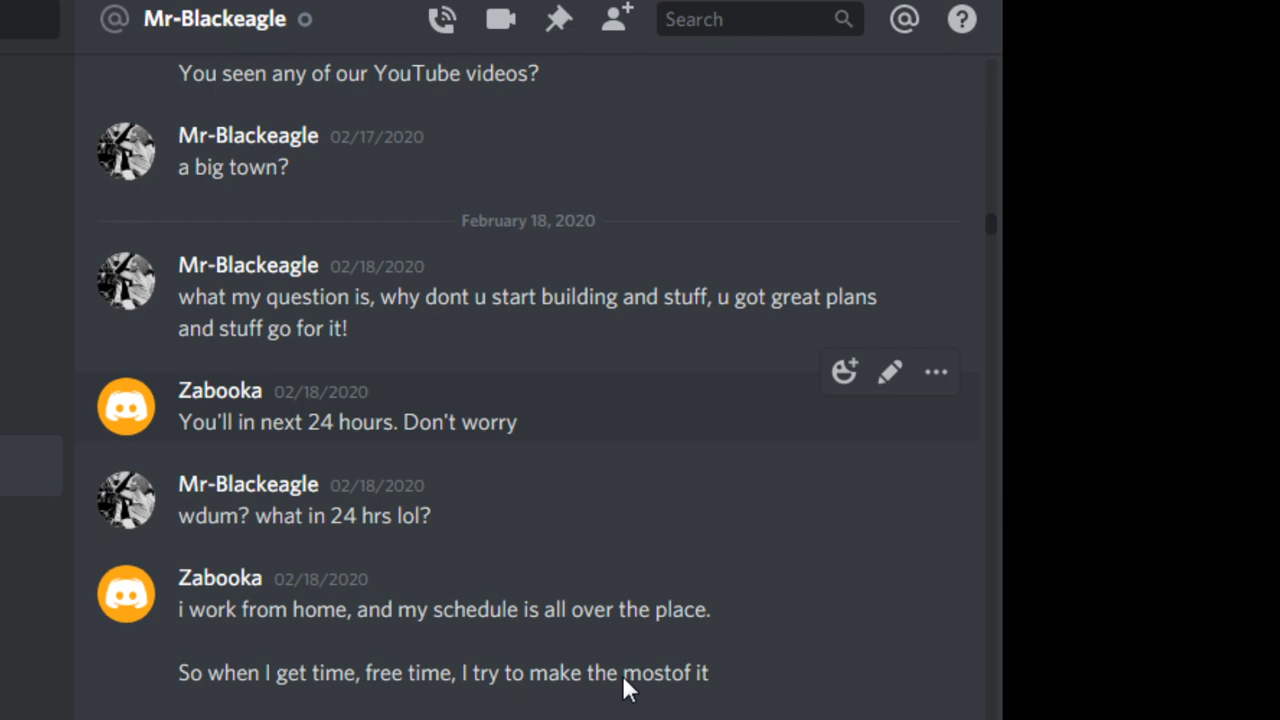 Mr-Blackeagle
Search
You seen any of our YouTube videos?
Mr-Blackeagle 02/17/2020
a big town?
February 18, 2020
Mr-Blackeagle 02/18/2020
what my question is, why dont u start building and stuff, u got great plans
and stuff go for it!
Zabooka 02/18/2020
You'll in next 24 hours. Don't worry
Mr-Blackeagle 02/18/2020
wdum? what in 24 hrs lol?
Zabooka 02/18/2020
i work from home, and my schedule is all over the place.
So when I get time, free time, I try to make the mostof it